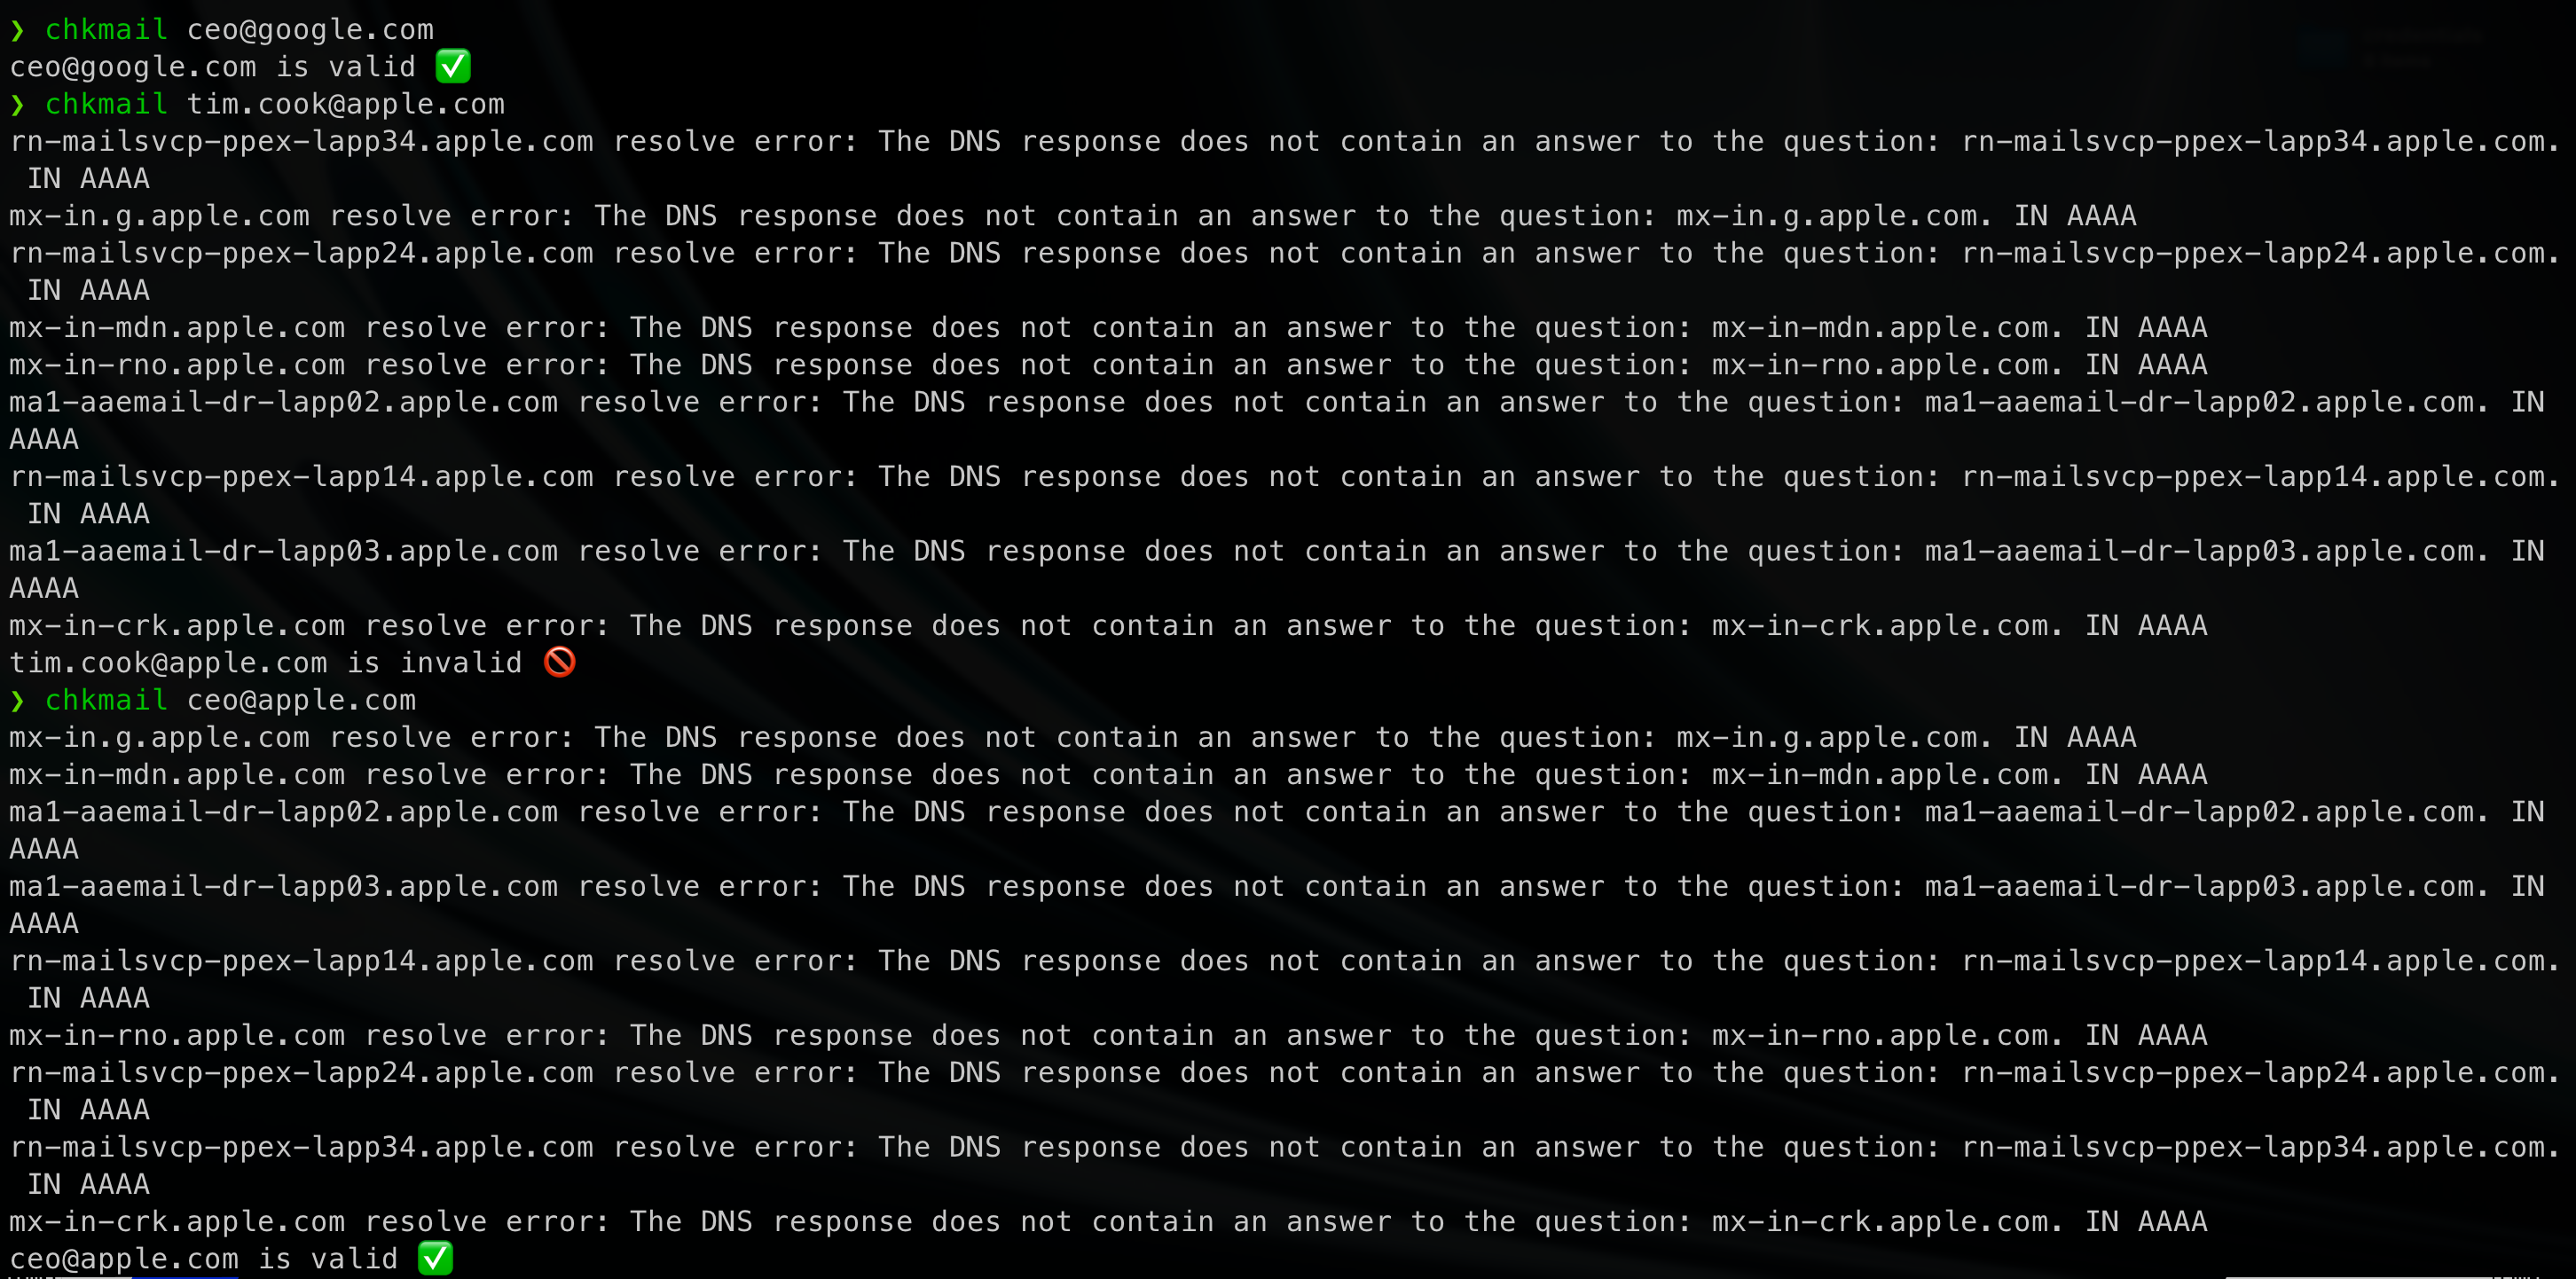 ❯ chkmail ceo@google.com
ceo@google.com is valid ✅
❯ chkmail tim.cook@apple.com
rn-mailsvcp-ppex-lapp34.apple.com resolve error: The DNS response does not contain an answer to the question: rn-mailsvcp-ppex-lapp34.apple.com.
 IN AAAA
mx-in.g.apple.com resolve error: The DNS response does not contain an answer to the question: mx-in.g.apple.com. IN AAAA
rn-mailsvcp-ppex-lapp24.apple.com resolve error: The DNS response does not contain an answer to the question: rn-mailsvcp-ppex-lapp24.apple.com.
 IN AAAA
mx-in-mdn.apple.com resolve error: The DNS response does not contain an answer to the question: mx-in-mdn.apple.com. IN AAAA
mx-in-rno.apple.com resolve error: The DNS response does not contain an answer to the question: mx-in-rno.apple.com. IN AAAA
ma1-aaemail-dr-lapp02.apple.com resolve error: The DNS response does not contain an answer to the question: ma1-aaemail-dr-lapp02.apple.com. IN
AAAA
rn-mailsvcp-ppex-lapp14.apple.com resolve error: The DNS response does not contain an answer to the question: rn-mailsvcp-ppex-lapp14.apple.com.
 IN AAAA
ma1-aaemail-dr-lapp03.apple.com resolve error: The DNS response does not contain an answer to the question: ma1-aaemail-dr-lapp03.apple.com. IN
AAAA
mx-in-crk.apple.com resolve error: The DNS response does not contain an answer to the question: mx-in-crk.apple.com. IN AAAA
tim.cook@apple.com is invalid 🚫
❯ chkmail ceo@apple.com
mx-in.g.apple.com resolve error: The DNS response does not contain an answer to the question: mx-in.g.apple.com. IN AAAA
mx-in-mdn.apple.com resolve error: The DNS response does not contain an answer to the question: mx-in-mdn.apple.com. IN AAAA
ma1-aaemail-dr-lapp02.apple.com resolve error: The DNS response does not contain an answer to the question: ma1-aaemail-dr-lapp02.apple.com. IN
AAAA
ma1-aaemail-dr-lapp03.apple.com resolve error: The DNS response does not contain an answer to the question: ma1-aaemail-dr-lapp03.apple.com. IN
AAAA
rn-mailsvcp-ppex-lapp14.apple.com resolve error: The DNS response does not contain an answer to the question: rn-mailsvcp-ppex-lapp14.apple.com.
 IN AAAA
mx-in-rno.apple.com resolve error: The DNS response does not contain an answer to the question: mx-in-rno.apple.com. IN AAAA
rn-mailsvcp-ppex-lapp24.apple.com resolve error: The DNS response does not contain an answer to the question: rn-mailsvcp-ppex-lapp24.apple.com.
 IN AAAA
rn-mailsvcp-ppex-lapp34.apple.com resolve error: The DNS response does not contain an answer to the question: rn-mailsvcp-ppex-lapp34.apple.com.
 IN AAAA
mx-in-crk.apple.com resolve error: The DNS response does not contain an answer to the question: mx-in-crk.apple.com. IN AAAA
ceo@apple.com is valid ✅